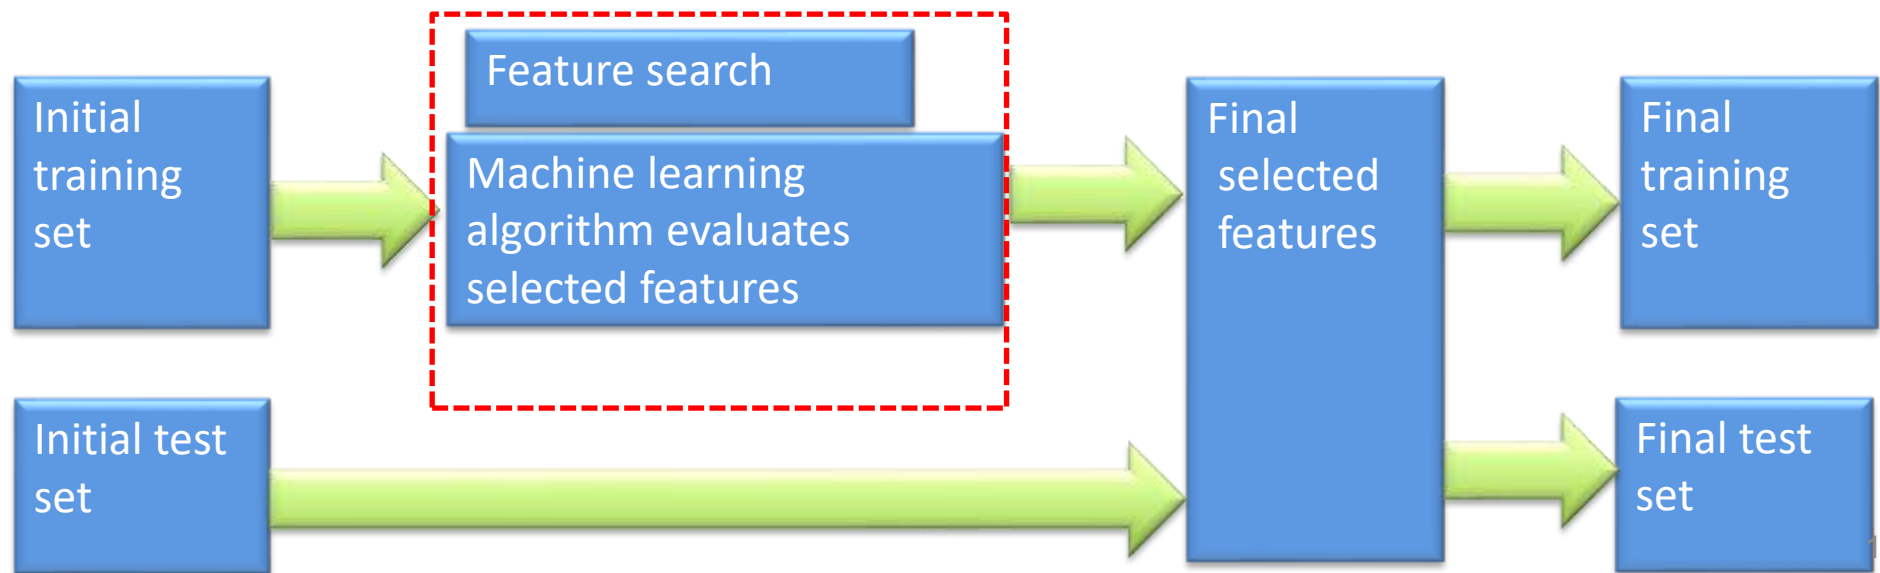 Initial
training
set
Feature search
Machine learning
algorithm evaluates
selected features
Final
selected
features
Final
training
set
Initial test
set
Final test
set
1